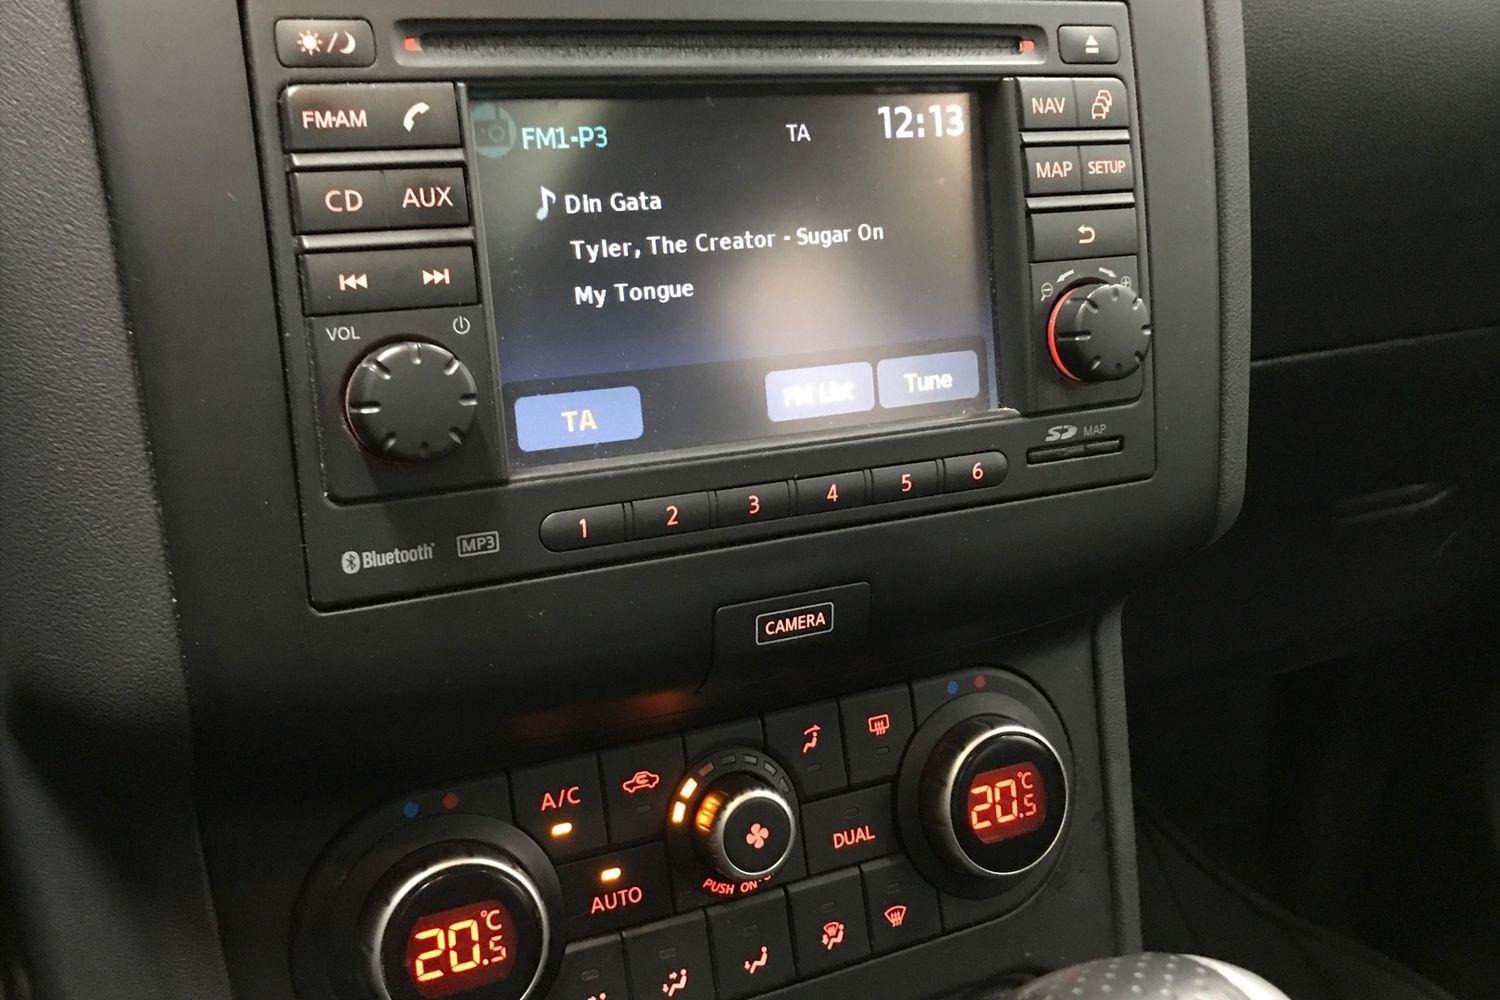 FM·AM
CD AUX
VOL
FM1-P3 TA 12:13
Din Gata
Tyler, The Creator - Sugar On
My Tongue
TA FM List Tune
NAV
MAP SETUP
SD MAP
1 2 3 4 5 6
Bluetooth MP3
CAMERA
A/C
AUTO
PUSH ON
DUAL
20.5 °C
20.5 °C